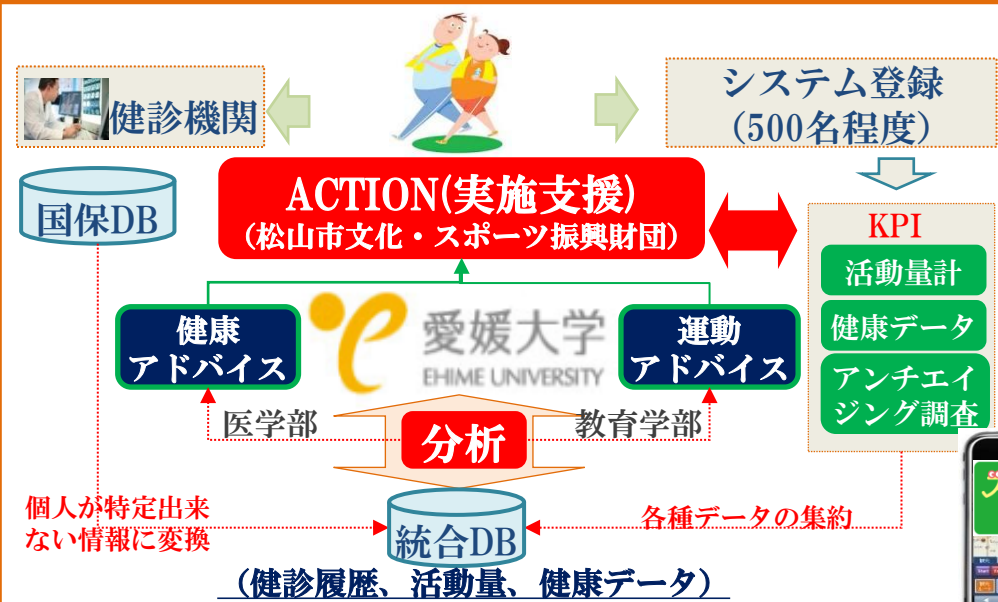 健診機関
システム登録
(500名程度)
国保DB
ACTION(実施支援)
(松山市文化・スポーツ振興財団)
KPI
活動量計
健康データ
アンチエイ
ジング調査
健康
アドバイス
愛媛大学
EHIME UNIVERSITY
運動
アドバイス
医学部
分析
教育学部
個人が特定出来
ない情報に変換
各種データの集約
統合DB
(健診履歴、活動量、健康データ)